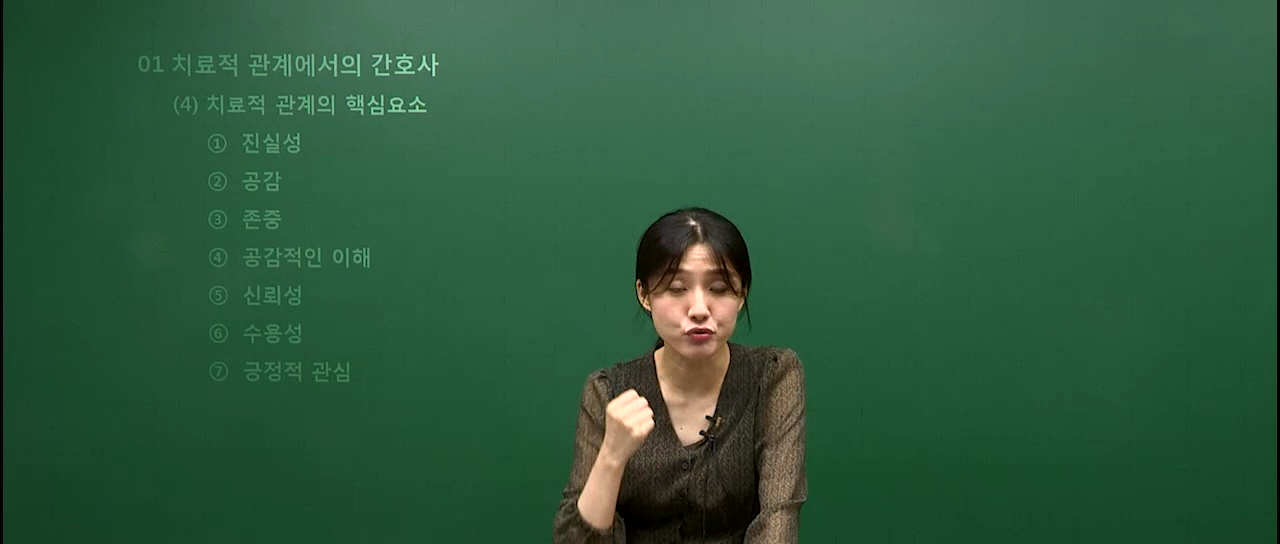 01 치료적 관계에서의 간호사
(4) 치료적 관계의 핵심요소
① 진실성
② 공감
③ 존중
④ 공감적인 이해
⑤ 신뢰성
⑥ 수용성
⑦ 긍정적 관심